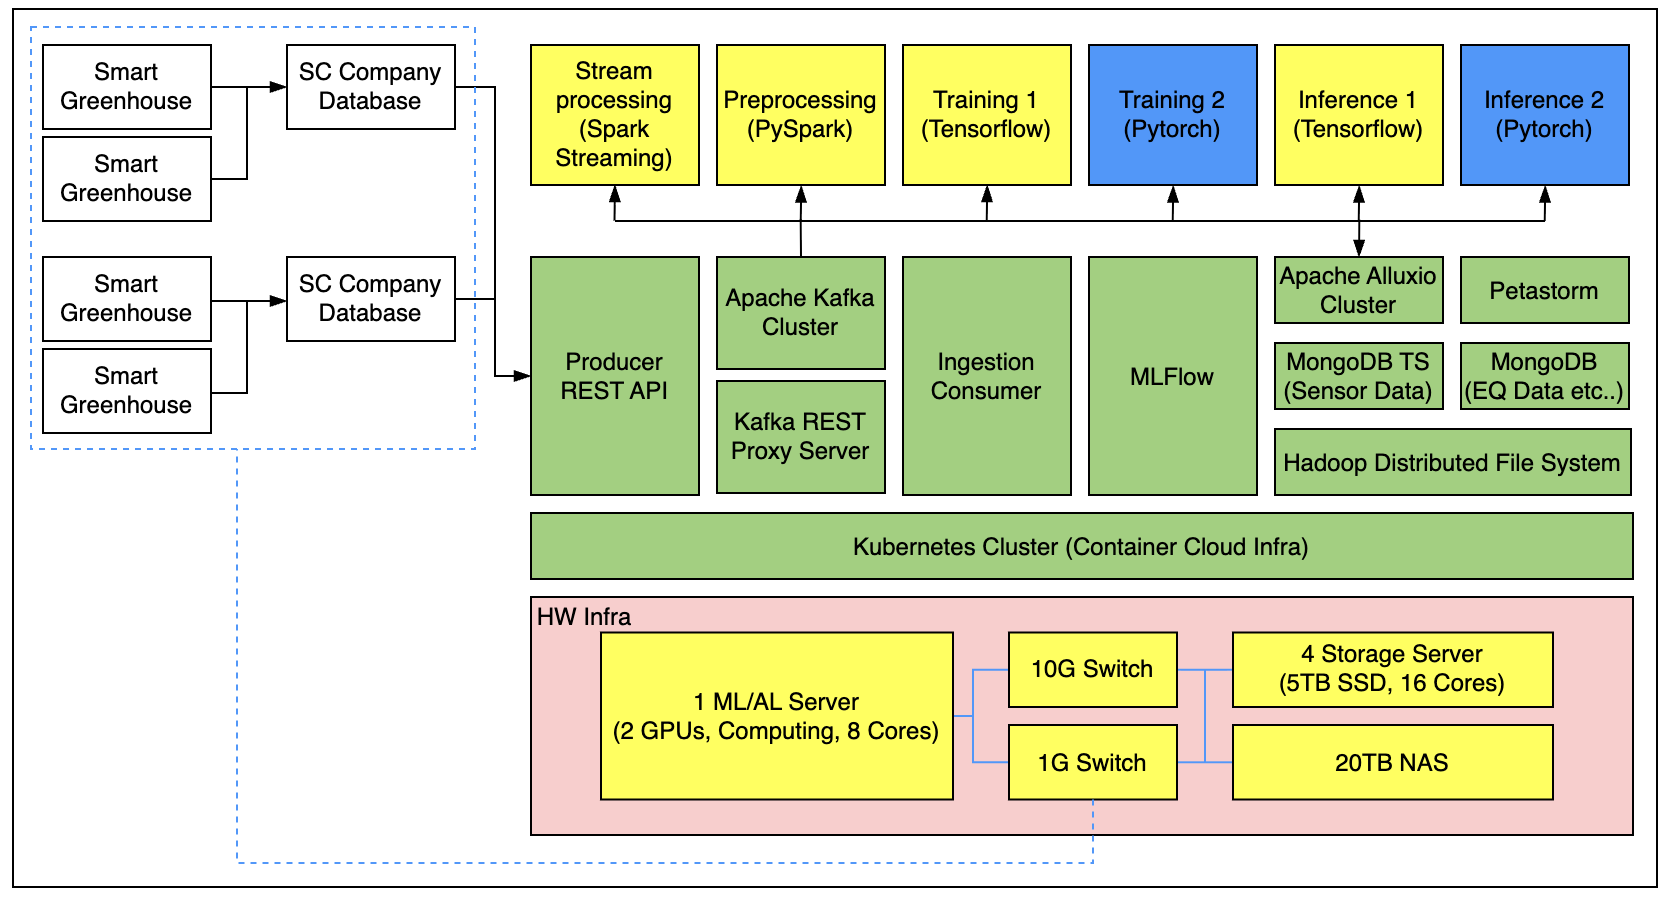 Smart
Greenhouse
SC Company
Database
Smart
Greenhouse
Smart
Greenhouse
SC Company
Database
Smart
Greenhouse
Stream
processing
(Spark
Streaming)
Preprocessing
(PySpark)
Training 1
(Tensorflow)
Training 2
(Pytorch)
Inference 1
(Tensorflow)
Inference 2
(Pytorch)
Producer
REST API
Apache Kafka
Cluster
Kafka REST
Proxy Server
Ingestion
Consumer
MLFlow
Apache Alluxio
Cluster
Petastorm
MongoDB TS
(Sensor Data)
MongoDB
(EQ Data etc..)
Hadoop Distributed File System
Kubernetes Cluster (Container Cloud Infra)
HW Infra
1 ML/AL Server
(2 GPUs, Computing, 8 Cores)
10G Switch
1G Switch
4 Storage Server
(5TB SSD, 16 Cores)
20TB NAS